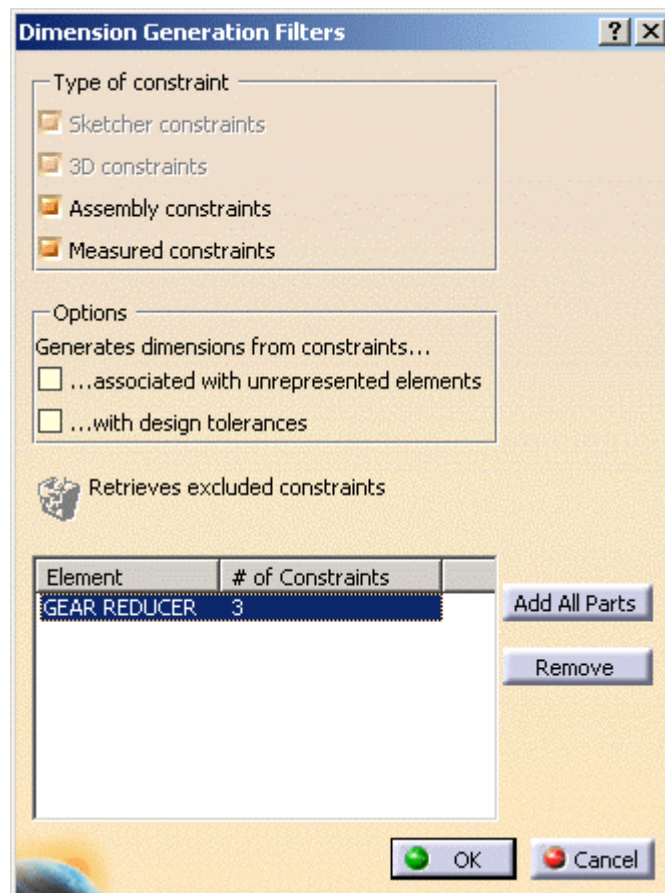 Dimension Generation Filters
Type of constraint
Sketcher constraints
3D constraints
Assembly constraints
Measured constraints
Options
Generates dimensions from constraints...
...associated with unrepresented elements
...with design tolerances
Retrieves excluded constraints
Element # of Constraints
GEAR REDUCER 3
Add All Parts
Remove
OK Cancel